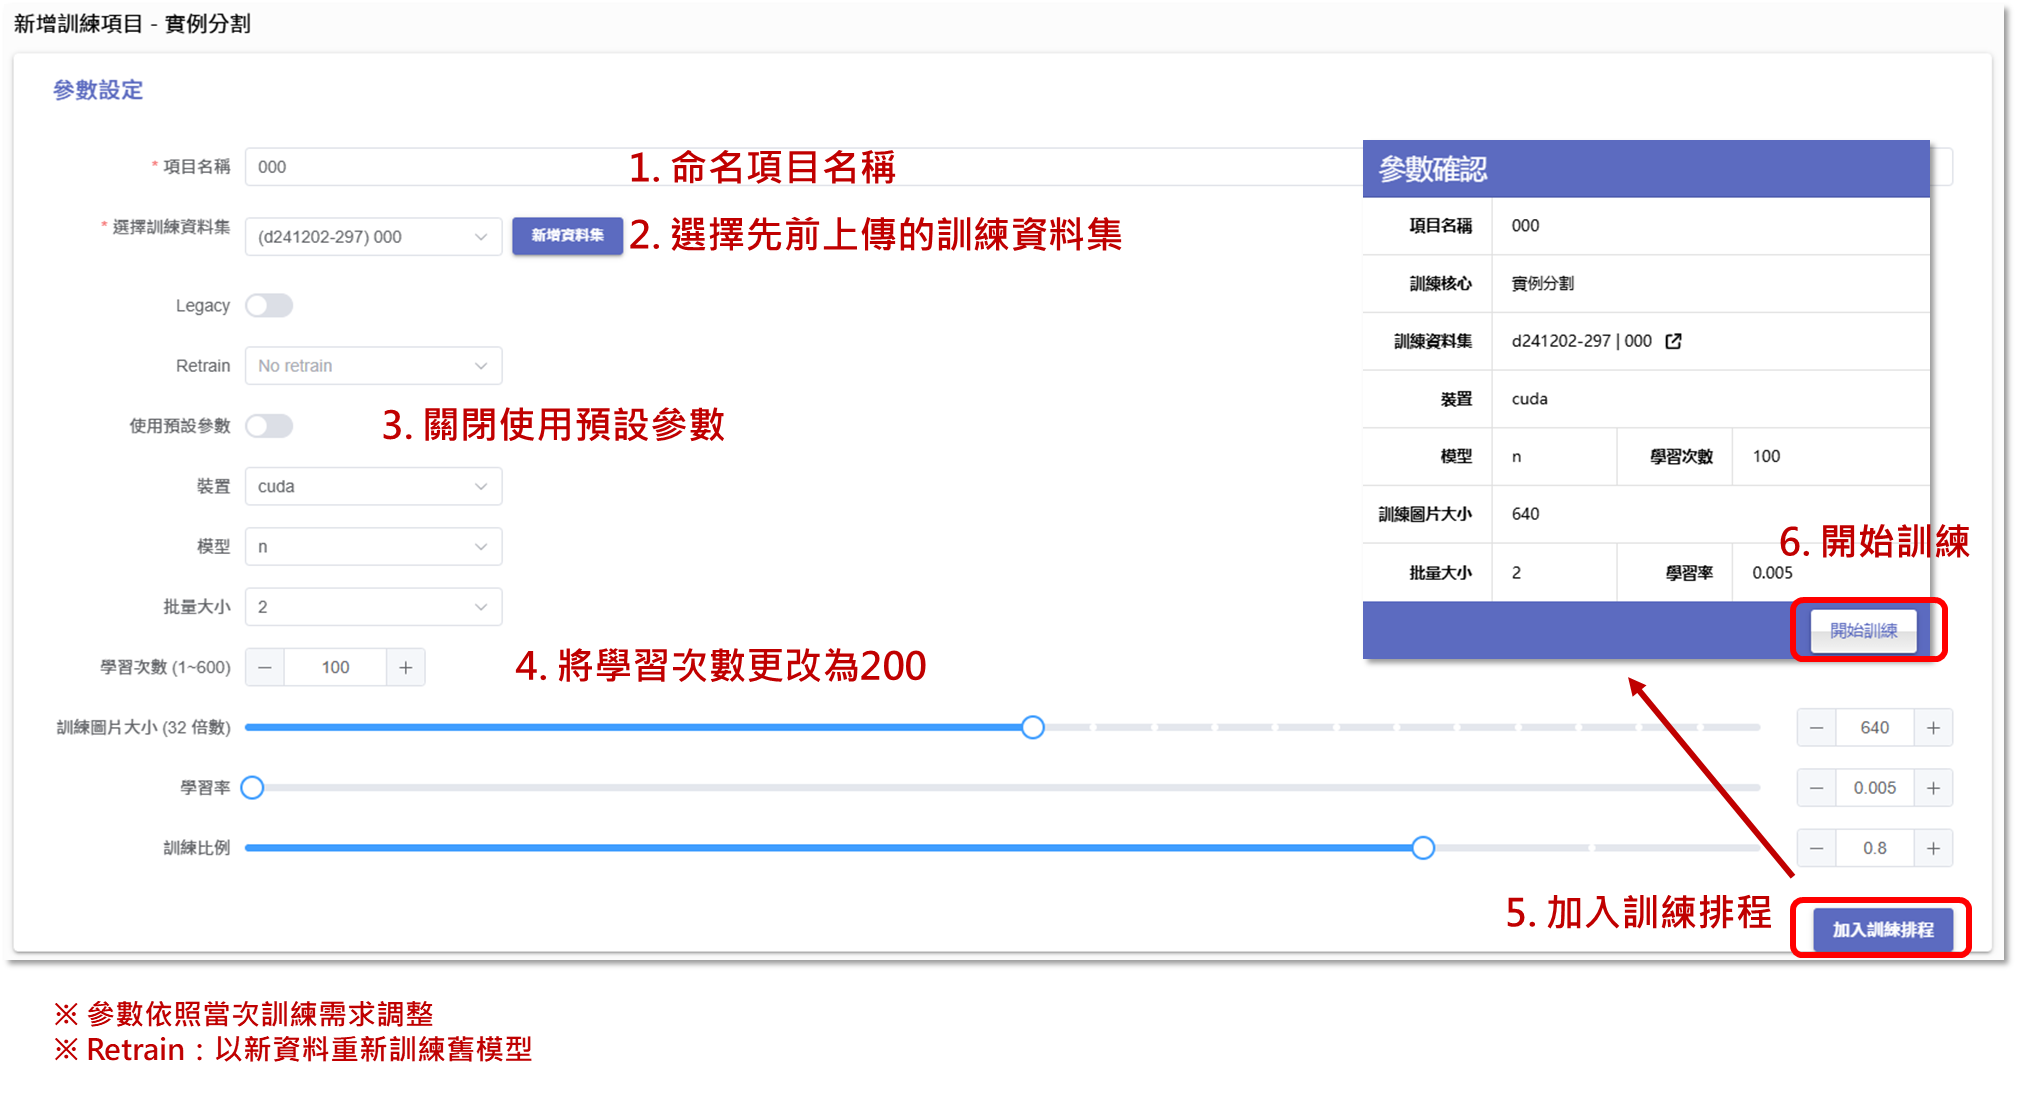 新增訓練項目 - 實例分割
參數設定
* 項目名稱
000
1. 命名項目名稱
* 選擇訓練資料集
(d241202-297) 000
新增資料集
2. 選擇先前上傳的訓練資料集
Legacy
Retrain
No retrain
使用預設參數
3. 關閉使用預設參數
裝置
cuda
模型
n
批量大小
2
學習次數 (1~600)
100
4. 將學習次數更改為200
訓練圖片大小 (32 倍數)
640
學習率
0.005
訓練比例
0.8
5. 加入訓練排程
加入訓練排程
參數確認
項目名稱 000
訓練核心 實例分割
訓練資料集 d241202-297 | 000
裝置 cuda
模型 n 學習次數 100
訓練圖片大小 640
批量大小 2 學習率 0.005
6. 開始訓練
開始訓練
※ 參數依照當次訓練需求調整
※ Retrain：以新資料重新訓練舊模型